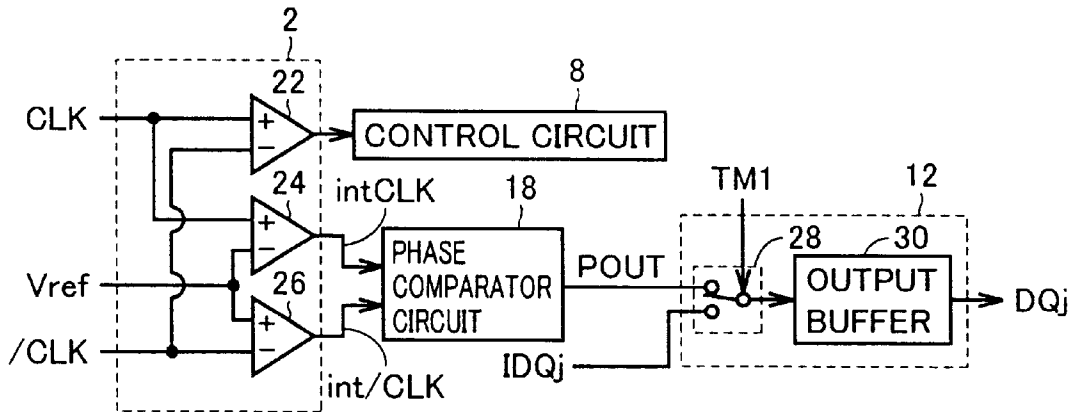 2
22
CLK
+
−
8
CONTROL CIRCUIT
24
intCLK
18
TM1
12
+
−
PHASE
COMPARATOR
CIRCUIT
POUT
28
30
OUTPUT
BUFFER
DQj
Vref
26
+
−
/CLK
int/CLK
IDQj